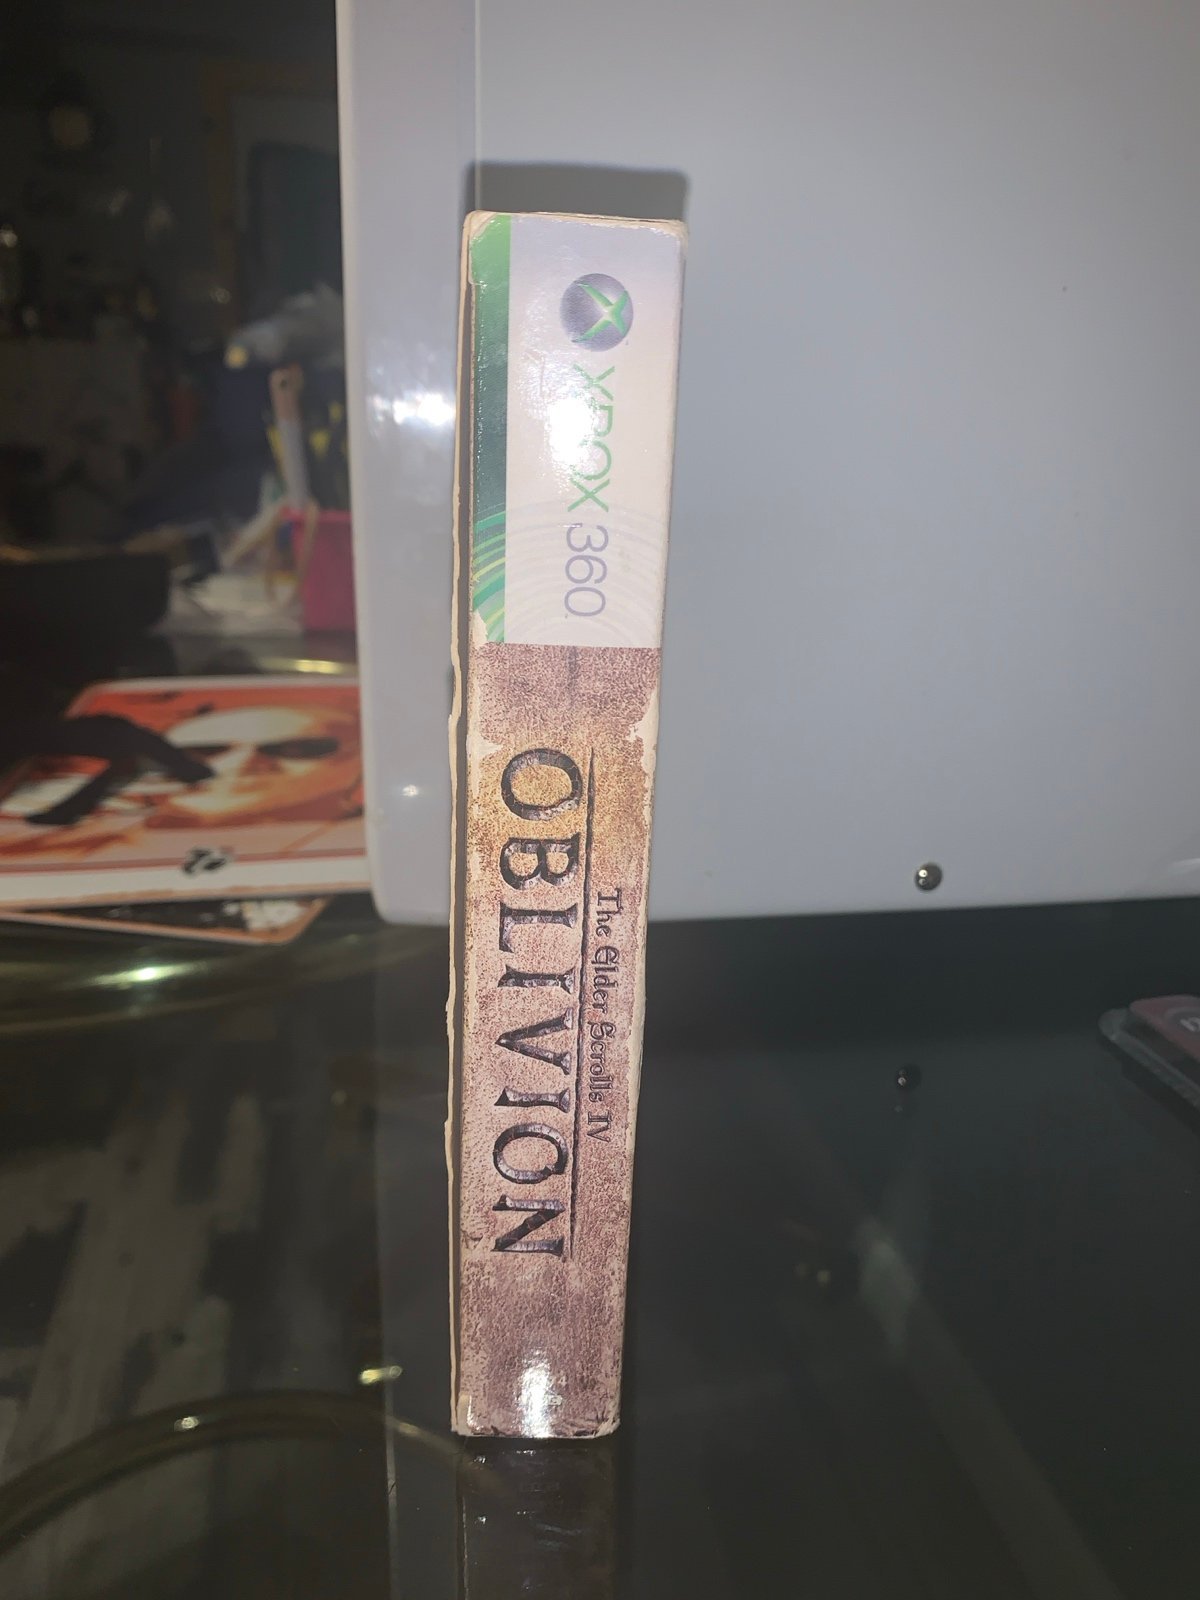 XBOX 360
The Elder Scrolls IV
OBLIVION